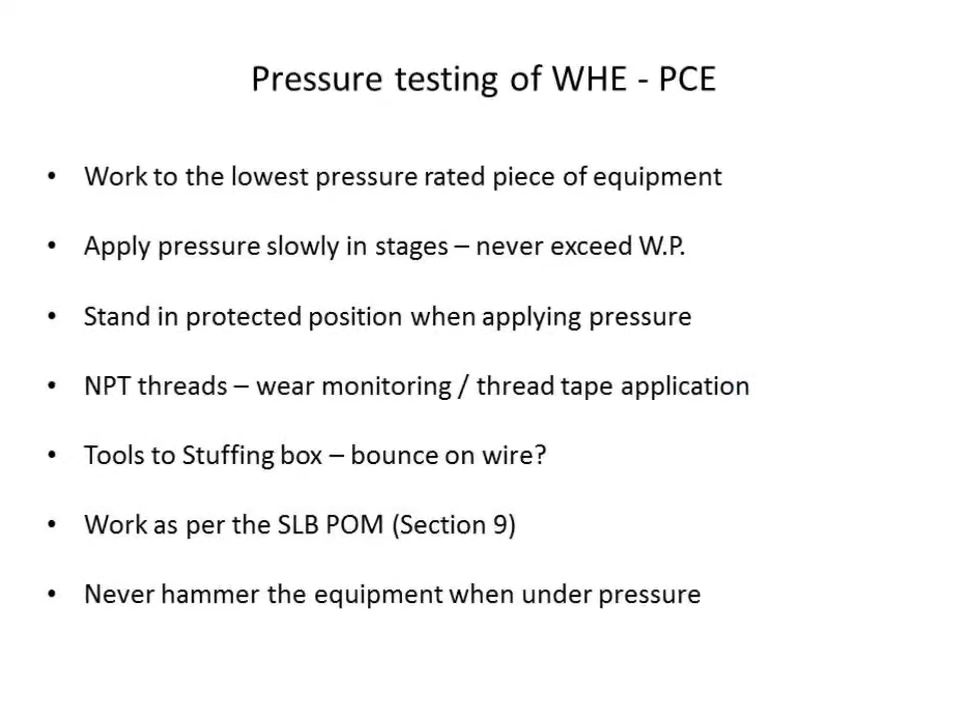 Pressure testing of WHE - PCE
• Work to the lowest pressure rated piece of equipment
• Apply pressure slowly in stages – never exceed W.P.
• Stand in protected position when applying pressure
• NPT threads – wear monitoring / thread tape application
• Tools to Stuffing box – bounce on wire?
• Work as per the SLB POM (Section 9)
• Never hammer the equipment when under pressure